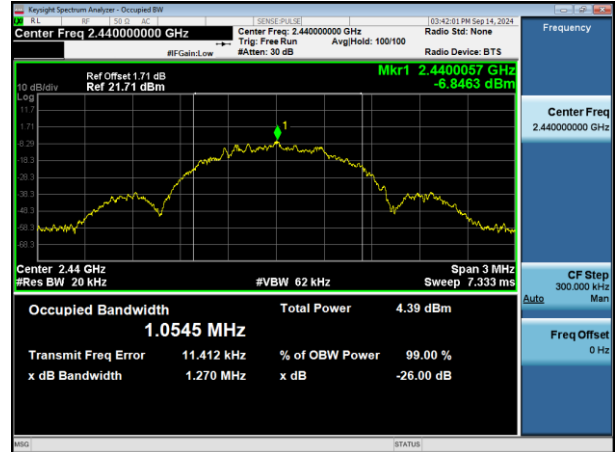 Keysight Spectrum Analyzer - Occupied BW
RL RF 50 Ω AC SENSE:PULSE 03:42:01 PM Sep 14, 2024
Center Freq 2.440000000 GHz
Center Freq: 2.440000000 GHz
Radio Std: None
Trig: Free Run Avg|Hold: 100/100
#IFGain:Low #Atten: 30 dB Radio Device: BTS
Frequency
Ref Offset 1.71 dB
Mkr1 2.4400057 GHz
10 dB/div Ref 21.71 dBm -6.8463 dBm
Log
11.7
1.71
1
-8.29
-18.3
-28.3
-38.3
-48.3
-58.3
-68.3
Center 2.44 GHz Span 3 MHz
#Res BW 20 kHz #VBW 62 kHz Sweep 7.333 ms
Occupied Bandwidth Total Power 4.39 dBm
1.0545 MHz
Transmit Freq Error 11.412 kHz % of OBW Power 99.00 %
x dB Bandwidth 1.270 MHz x dB -26.00 dB
Center Freq
2.440000000 GHz
CF Step
300.000 kHz
Auto Man
Freq Offset
0 Hz
MSG STATUS